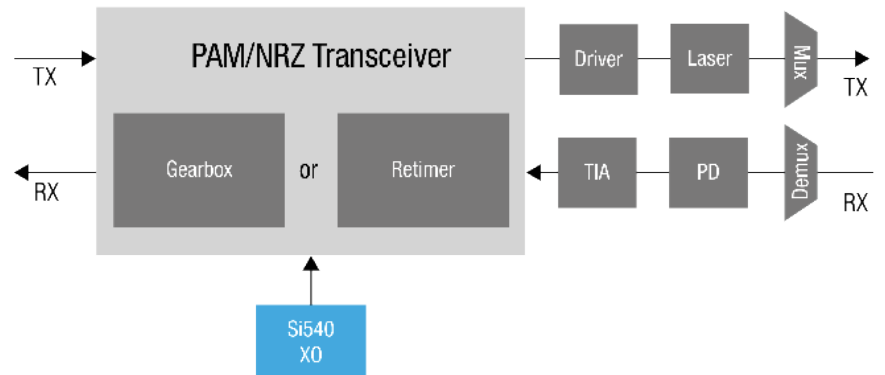 PAM/NRZ Transceiver
TX
Driver
Laser
Mux
TX
Gearbox
or
Retimer
RX
TIA
PD
Demux
RX
Si540
XO